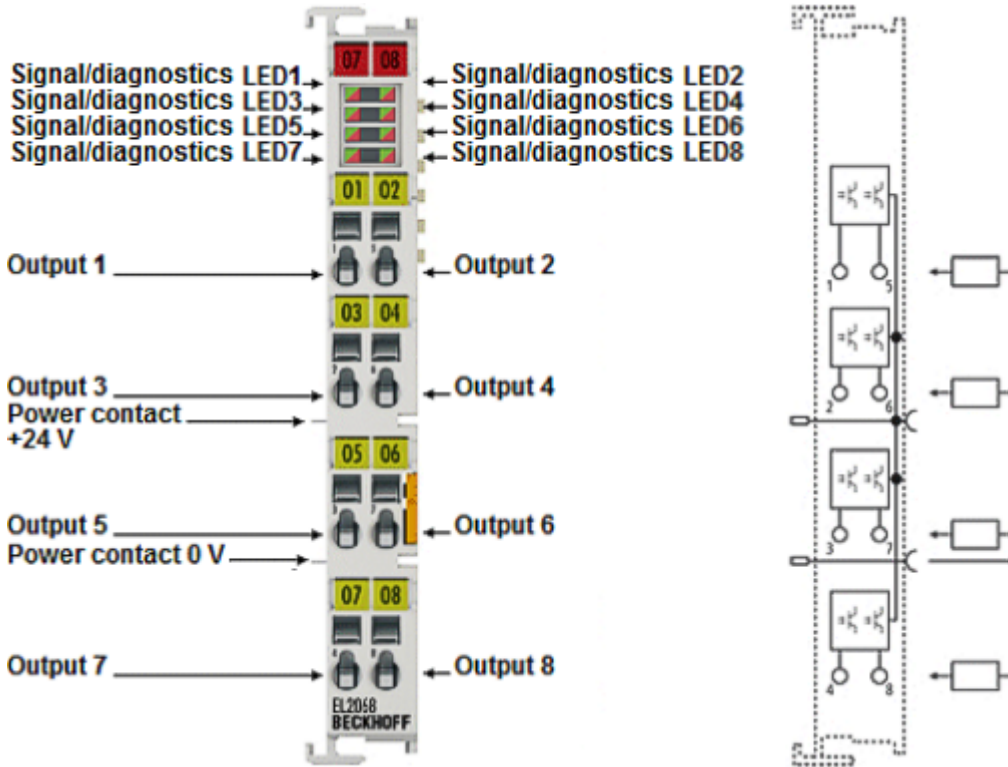 07 08
Signal/diagnostics LED1
Signal/diagnostics LED2
Signal/diagnostics LED3
Signal/diagnostics LED4
Signal/diagnostics LED5
Signal/diagnostics LED6
Signal/diagnostics LED7
Signal/diagnostics LED8
01 02
1 5
Output 1
Output 2
1 5
03 04
Output 3
Output 4
2 6
Power contact
+24 V
05 06
Output 5
Output 6
3 7
Power contact 0 V
07 08
Output 7
Output 8
4 8
EL2068
BECKHOFF